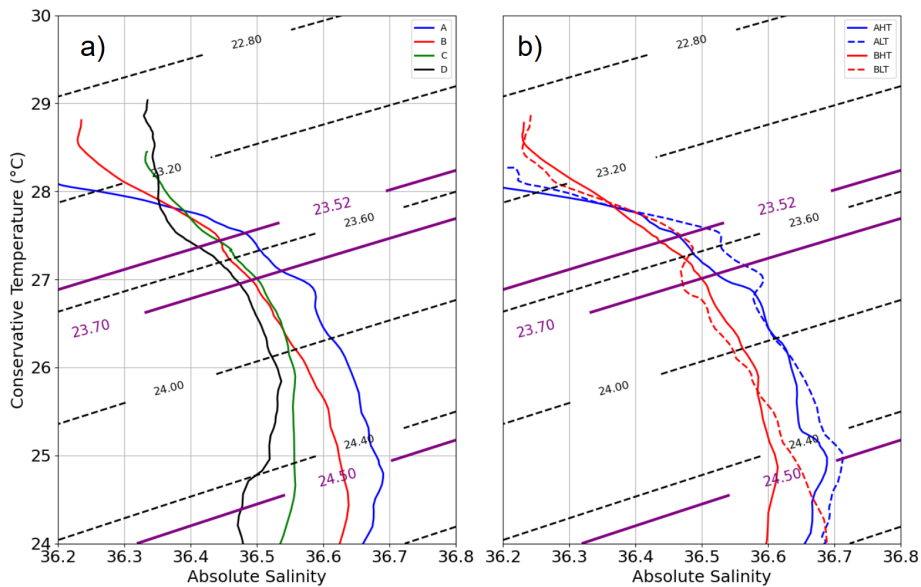 a)
A
B
C
D
22.80
23.20
23.52
23.60
23.70
24.00
24.40
24.50
30
29
28
27
26
25
24
Conservative Temperature (°C)
36.2 36.3 36.4 36.5 36.6 36.7 36.8
Absolute Salinity
b)
AHT
ALT
BHT
BLT
22.80
23.20
23.52
23.60
23.70
24.00
24.40
24.50
36.2 36.3 36.4 36.5 36.6 36.7 36.8
Absolute Salinity